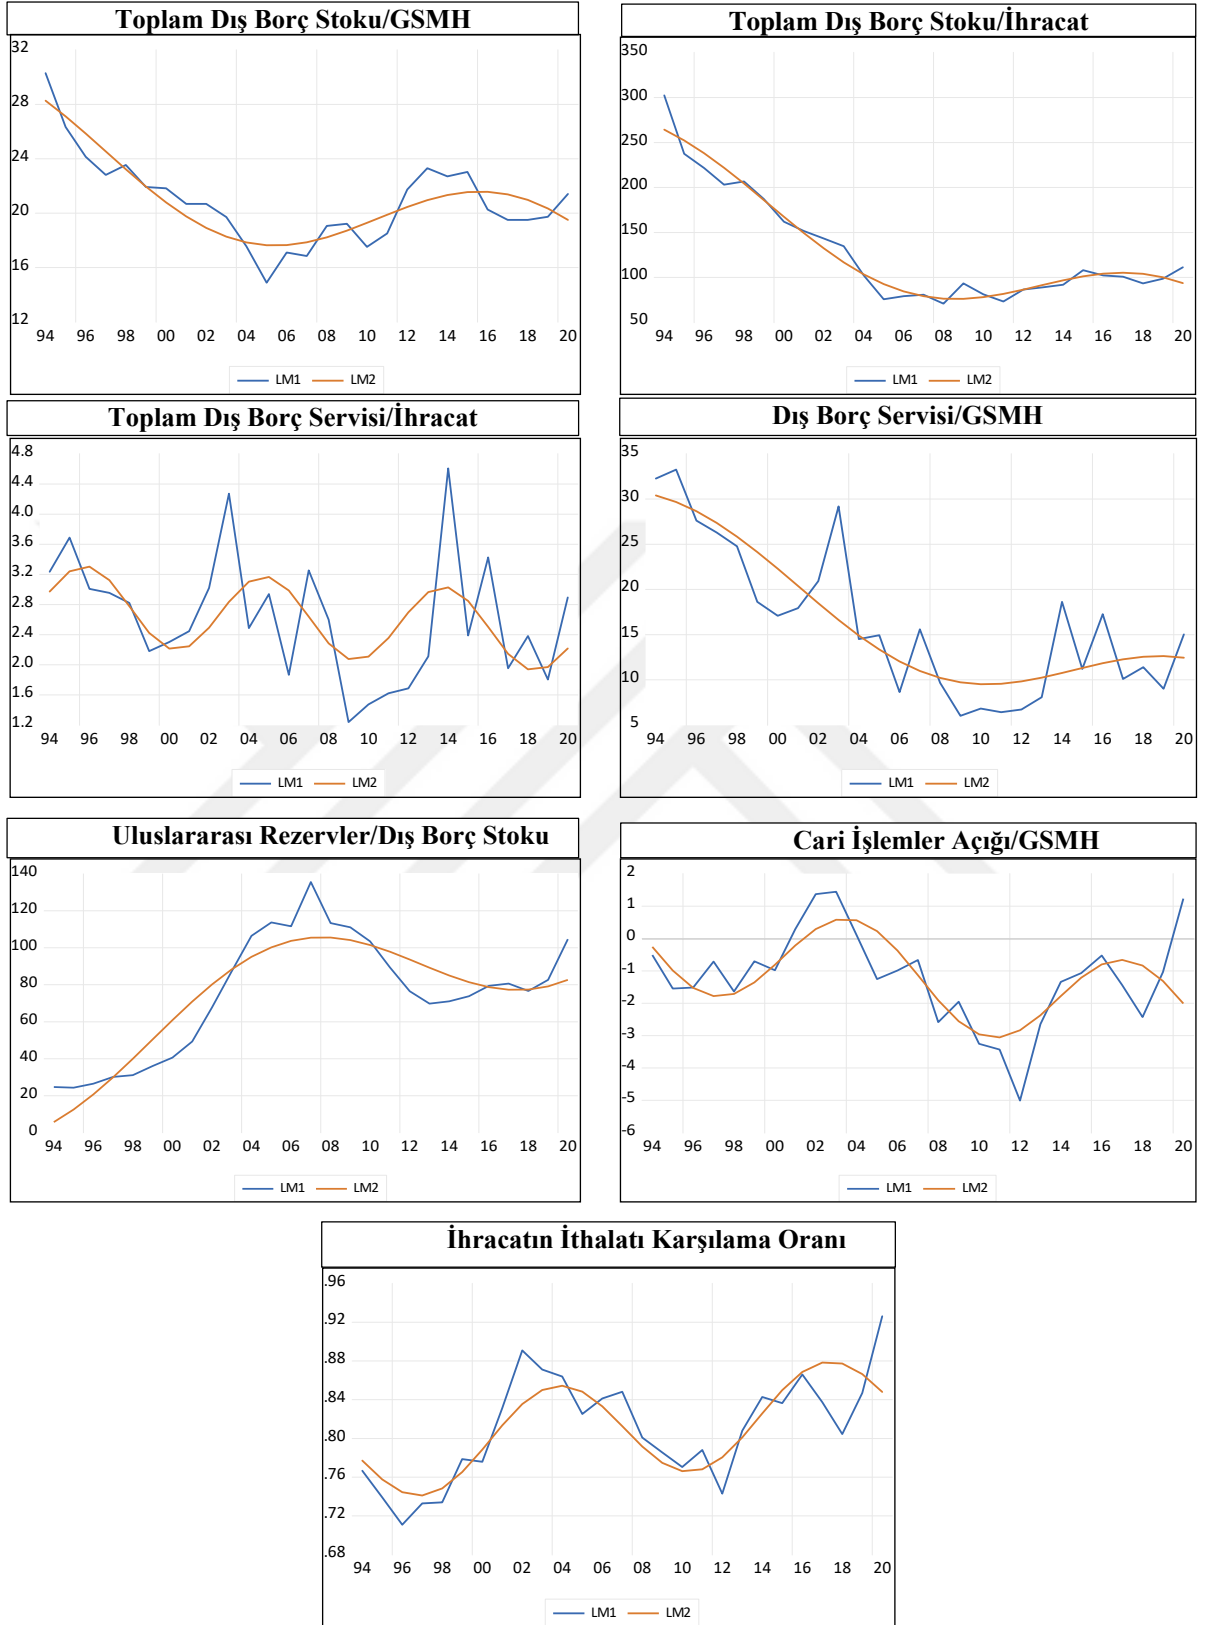 Toplam Dış Borç Stoku/GSMH
32
28
24
20
16
12
94 96 98 00 02 04 06 08 10 12 14 16 18 20
LM1 LM2
Toplam Dış Borç Stoku/İhracat
350
300
250
200
150
100
50
94 96 98 00 02 04 06 08 10 12 14 16 18 20
LM1 LM2
Toplam Dış Borç Servisi/İhracat
4.8
4.4
4.0
3.6
3.2
2.8
2.4
2.0
1.6
1.2
94 96 98 00 02 04 06 08 10 12 14 16 18 20
LM1 LM2
Dış Borç Servisi/GSMH
35
30
25
20
15
10
5
94 96 98 00 02 04 06 08 10 12 14 16 18 20
LM1 LM2
Uluslararası Rezervler/Dış Borç Stoku
140
120
100
80
60
40
20
0
94 96 98 00 02 04 06 08 10 12 14 16 18 20
LM1 LM2
Cari İşlemler Açığı/GSMH
2
1
0
-1
-2
-3
-4
-5
-6
94 96 98 00 02 04 06 08 10 12 14 16 18 20
LM1 LM2
İhracatın İthalatı Karşılama Oranı
.96
.92
.88
.84
.80
.76
.72
.68
94 96 98 00 02 04 06 08 10 12 14 16 18 20
LM1 LM2